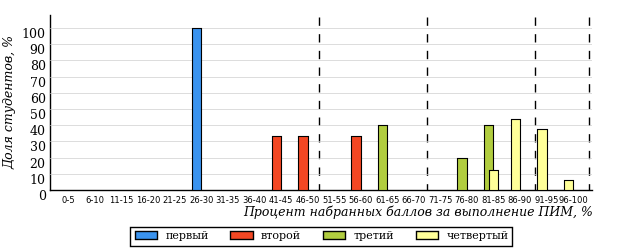 Доля студентов, %
100
90
80
70
60
50
40
30
20
10
0
0-5 6-10 11-15 16-20 21-25 26-30 31-35 36-40 41-45 46-50 51-55 56-60 61-65 66-70 71-75 76-80 81-85 86-90 91-95 96-100
Процент набранных баллов за выполнение ПИМ, %
первый второй третий четвертый